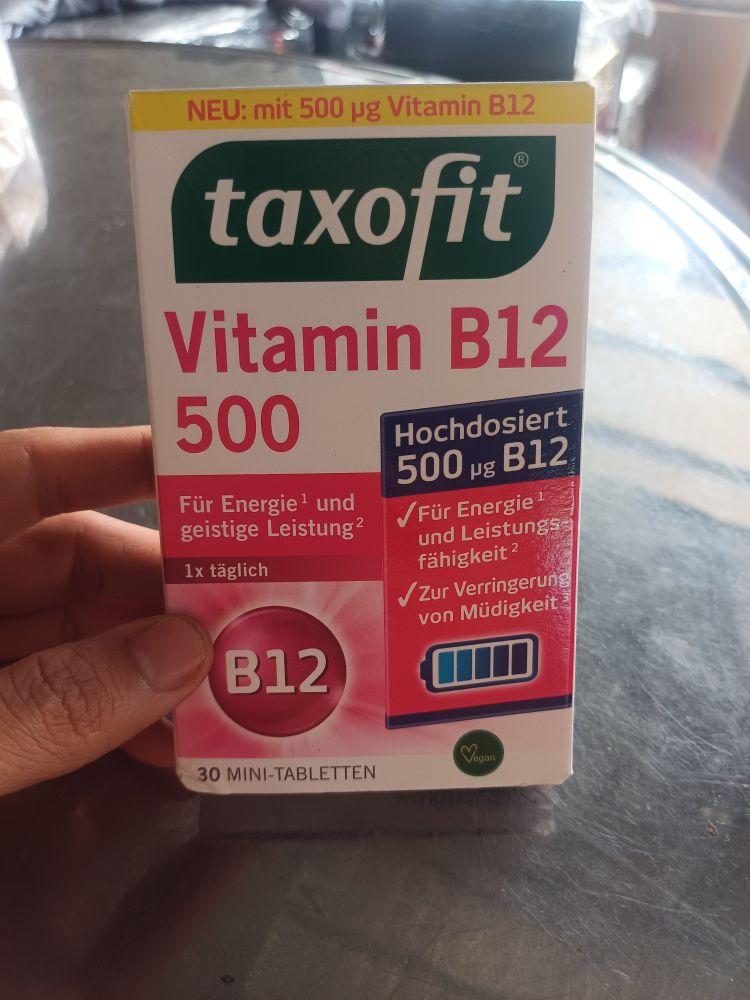 NEU: mit 500 µg Vitamin B12
taxofit®
Vitamin B12
500
Hochdosiert
500 µg B12
Für Energie¹ und
geistige Leistung²
1x täglich
✓Für Energie¹
und Leistungs-
fähigkeit²
✓Zur Verringerung
von Müdigkeit
B12
30 MINI-TABLETTEN
Vegan